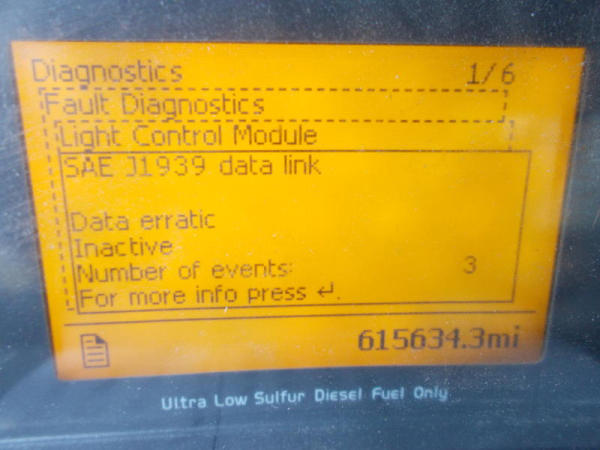 Diagnostics 1/6
Fault Diagnostics
Light Control Module
SAE J1939 data link
Data erratic
Inactive
Number of events: 3
For more info press ↵.
615634.3mi
Ultra Low Sulfur Diesel Fuel Only